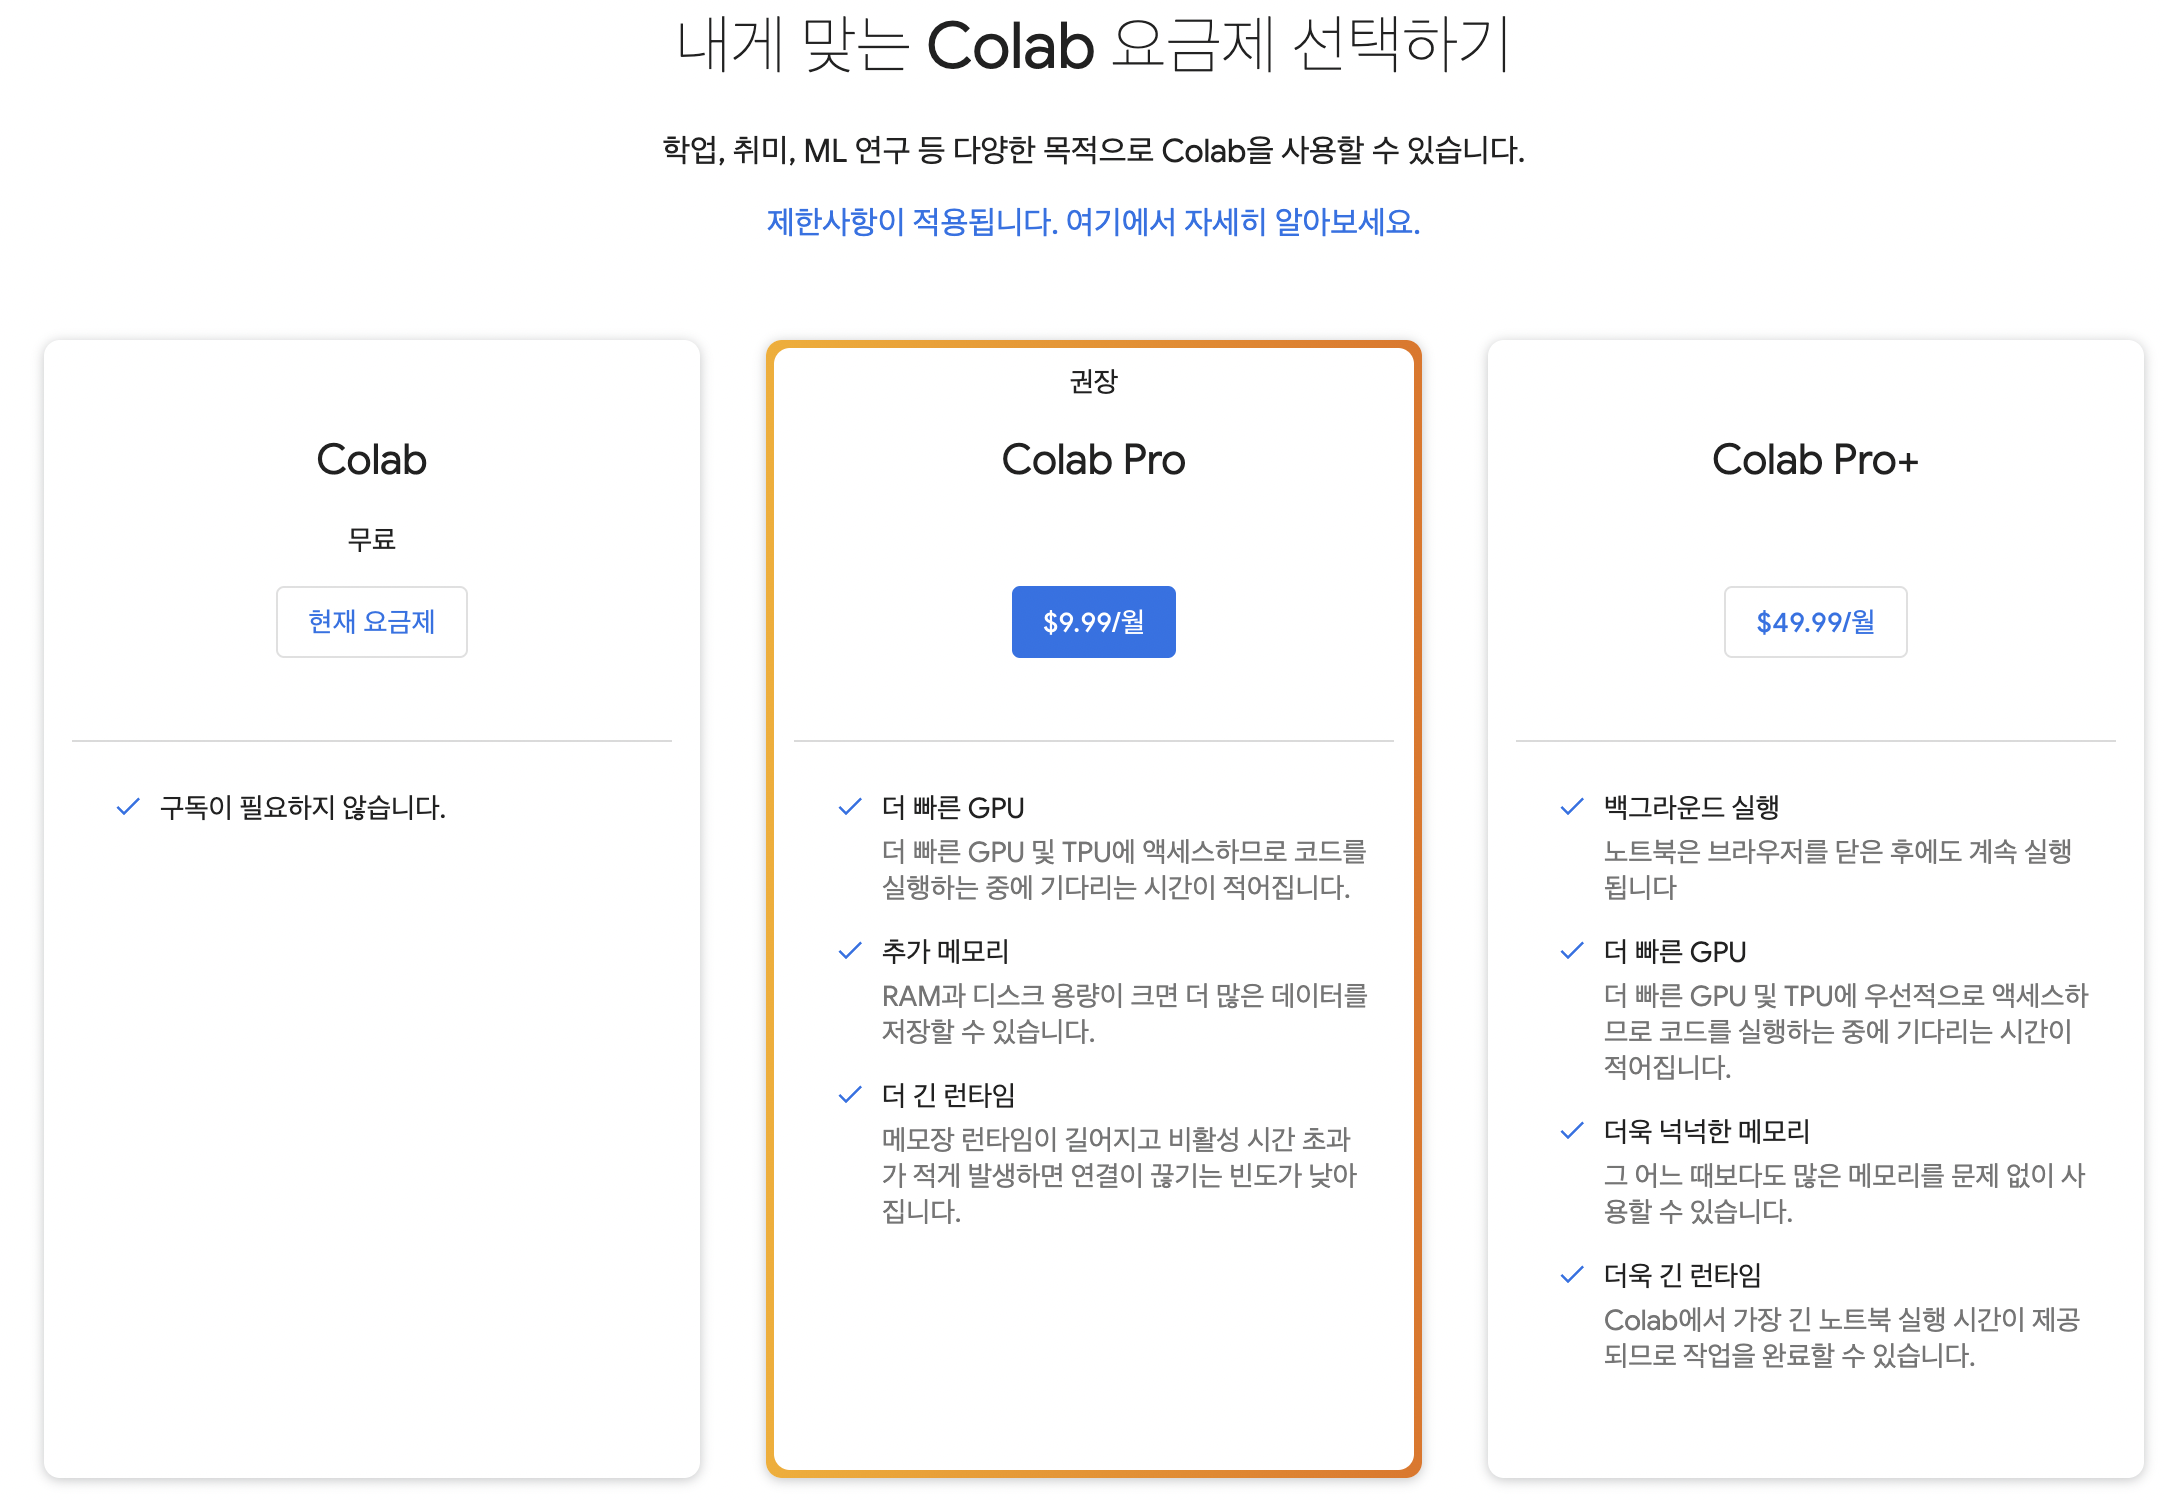 내게 맞는 Colab 요금제 선택하기
학업, 취미, ML 연구 등 다양한 목적으로 Colab을 사용할 수 있습니다.
제한사항이 적용됩니다. 여기에서 자세히 알아보세요.
Colab
무료
현재 요금제
구독이 필요하지 않습니다.
권장
Colab Pro
$9.99/월
더 빠른 GPU
더 빠른 GPU 및 TPU에 액세스하므로 코드를
실행하는 중에 기다리는 시간이 적어집니다.
추가 메모리
RAM과 디스크 용량이 크면 더 많은 데이터를
저장할 수 있습니다.
더 긴 런타임
메모장 런타임이 길어지고 비활성 시간 초과
가 적게 발생하면 연결이 끊기는 빈도가 낮아
집니다.
Colab Pro+
$49.99/월
백그라운드 실행
노트북은 브라우저를 닫은 후에도 계속 실행
됩니다
더 빠른 GPU
더 빠른 GPU 및 TPU에 우선적으로 액세스하
므로 코드를 실행하는 중에 기다리는 시간이
적어집니다.
더욱 넉넉한 메모리
그 어느 때보다도 많은 메모리를 문제 없이 사
용할 수 있습니다.
더욱 긴 런타임
Colab에서 가장 긴 노트북 실행 시간이 제공
되므로 작업을 완료할 수 있습니다.